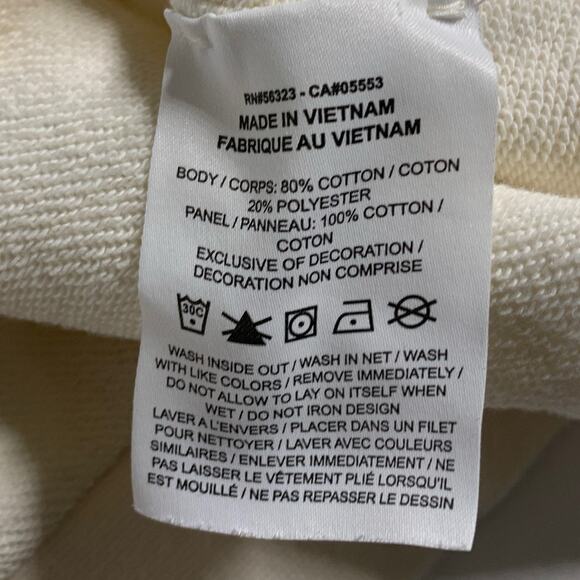 RN#56323 - CA#05553
MADE IN VIETNAM
FABRIQUE AU VIETNAM
BODY / CORPS: 80% COTTON / COTON
20% POLYESTER
PANEL / PANNEAU: 100% COTTON /
COTON
EXCLUSIVE OF DECORATION /
DECORATION NON COMPRISE
30C
WASH INSIDE OUT / WASH IN NET / WASH
WITH LIKE COLORS / REMOVE IMMEDIATELY /
DO NOT ALLOW TO LAY ON ITSELF WHEN
WET / DO NOT IRON DESIGN
LAVER A L'ENVERS / PLACER DANS UN FILET
POUR NETTOYER / LAVER AVEC COULEURS
SIMILAIRES / ENLEVER IMMEDIATEMENT / NE
PAS LAISSER LE VÊTEMENT PLIÉ LORSQU'IL
EST MOUILLÉ / NE PAS REPASSER LE DESSIN